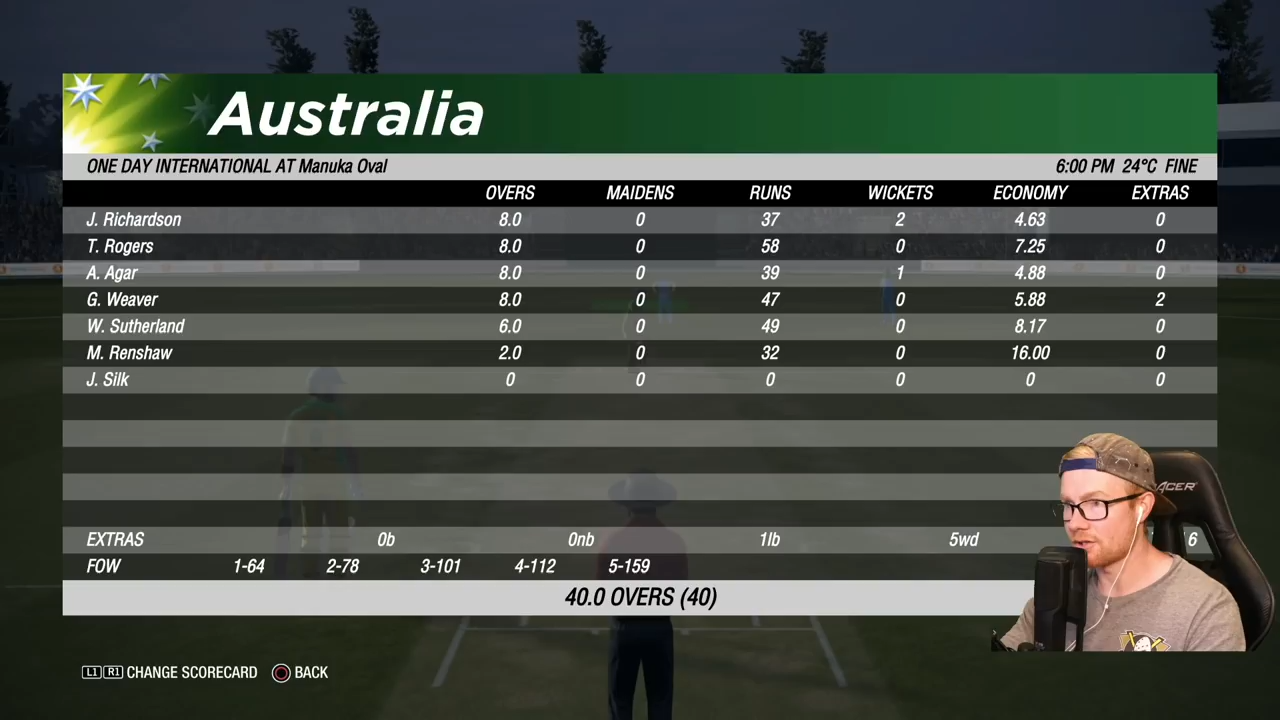 Australia
ONE DAY INTERNATIONAL AT Manuka Oval 6:00 PM 24°C FINE
OVERS MAIDENS RUNS WICKETS ECONOMY EXTRAS
J. Richardson 8.0 0 37 2 4.63 0
T. Rogers 8.0 0 58 0 7.25 0
A. Agar 8.0 0 39 1 4.88 0
G. Weaver 8.0 0 47 0 5.88 2
W. Sutherland 6.0 0 49 0 8.17 0
M. Renshaw 2.0 0 32 0 16.00 0
J. Silk 0 0 0 0 0 0
EXTRAS 0b 0nb 1lb 5wd 6
FOW 1-64 2-78 3-101 4-112 5-159
40.0 OVERS (40)
L1 R1 CHANGE SCORECARD BACK